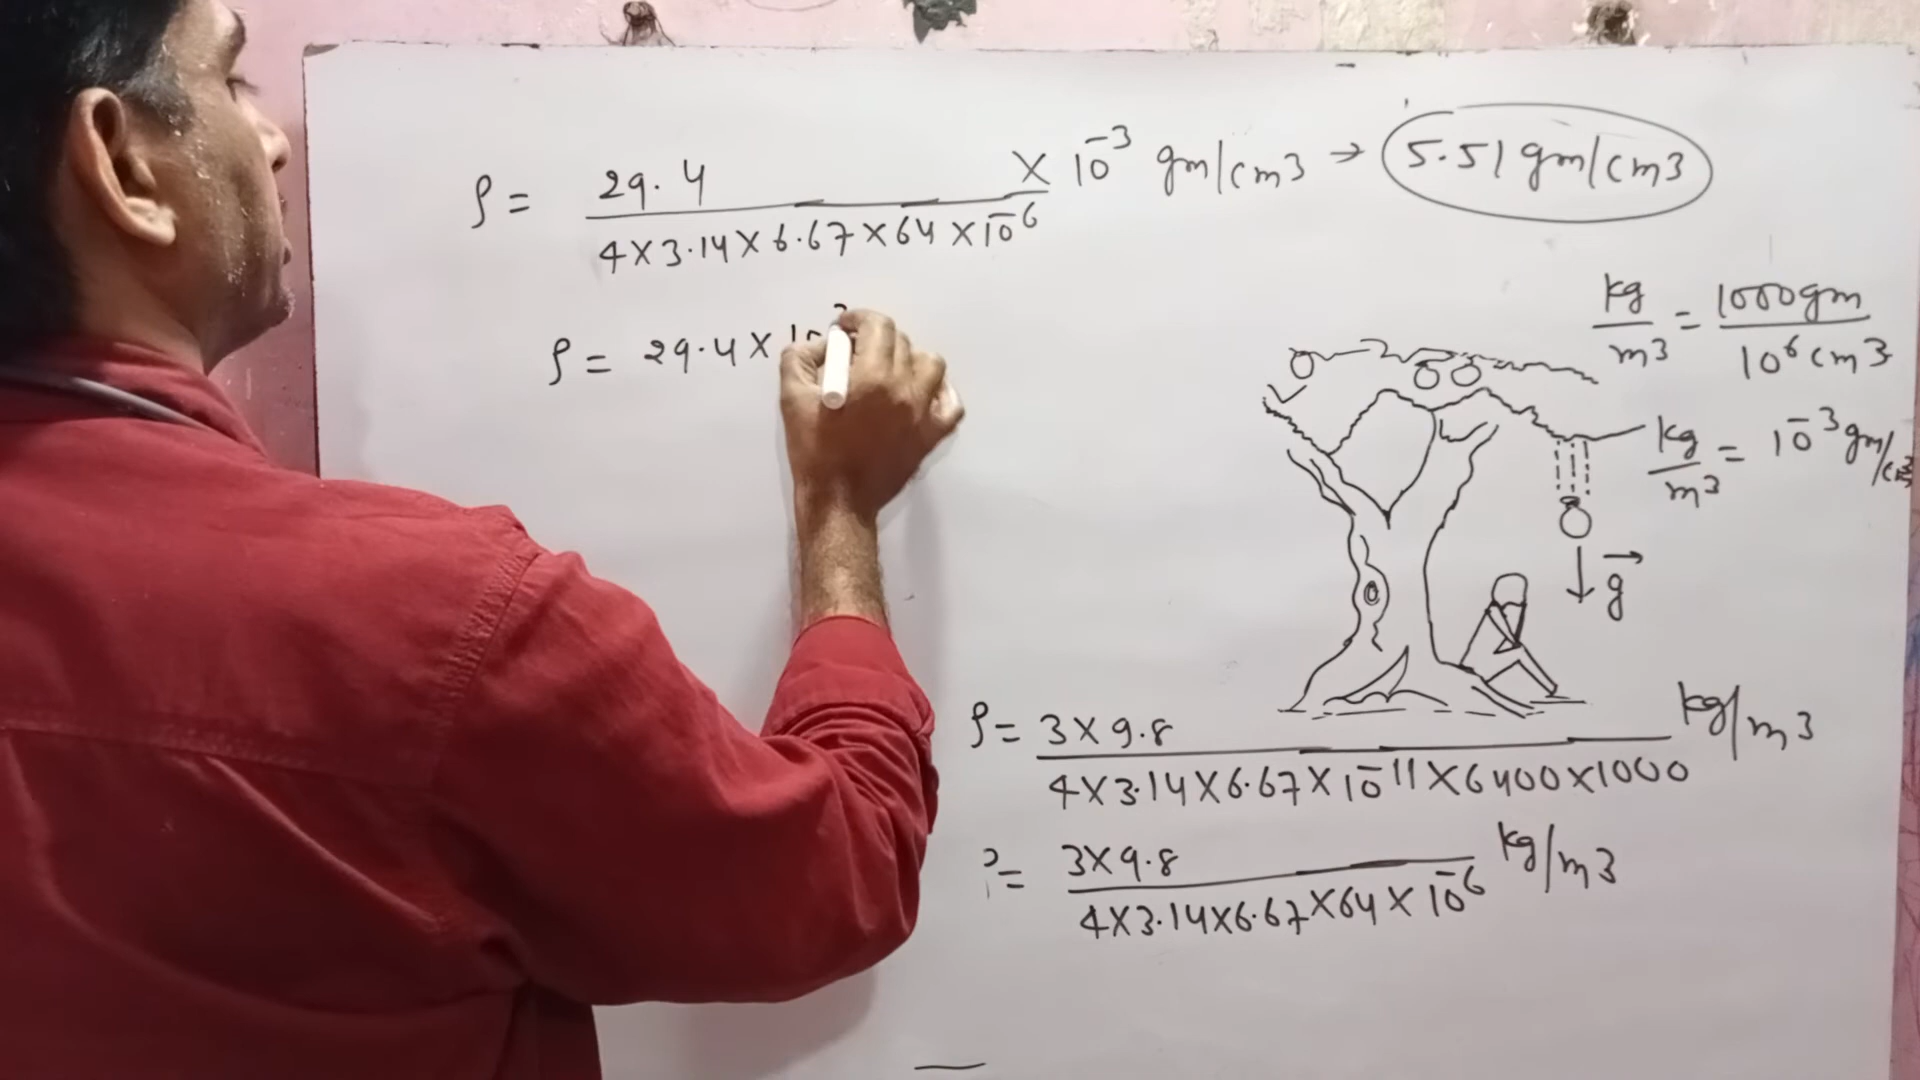 ρ = 29.4 / 4×3.14×6.67×64×10⁻⁶ × 10⁻³ gm/cm3 → 5.51 gm/cm3
ρ = 29.4×10
kg/m3 = 1000gm/10⁶cm3
kg/m3 = 10⁻³gm/cm3
g⃗
ρ = 3×9.8 / 4×3.14×6.67×10⁻¹¹×6400×1000 kg/m3
ρ = 3×9.8 / 4×3.14×6.67×64×10⁻⁶ kg/m3